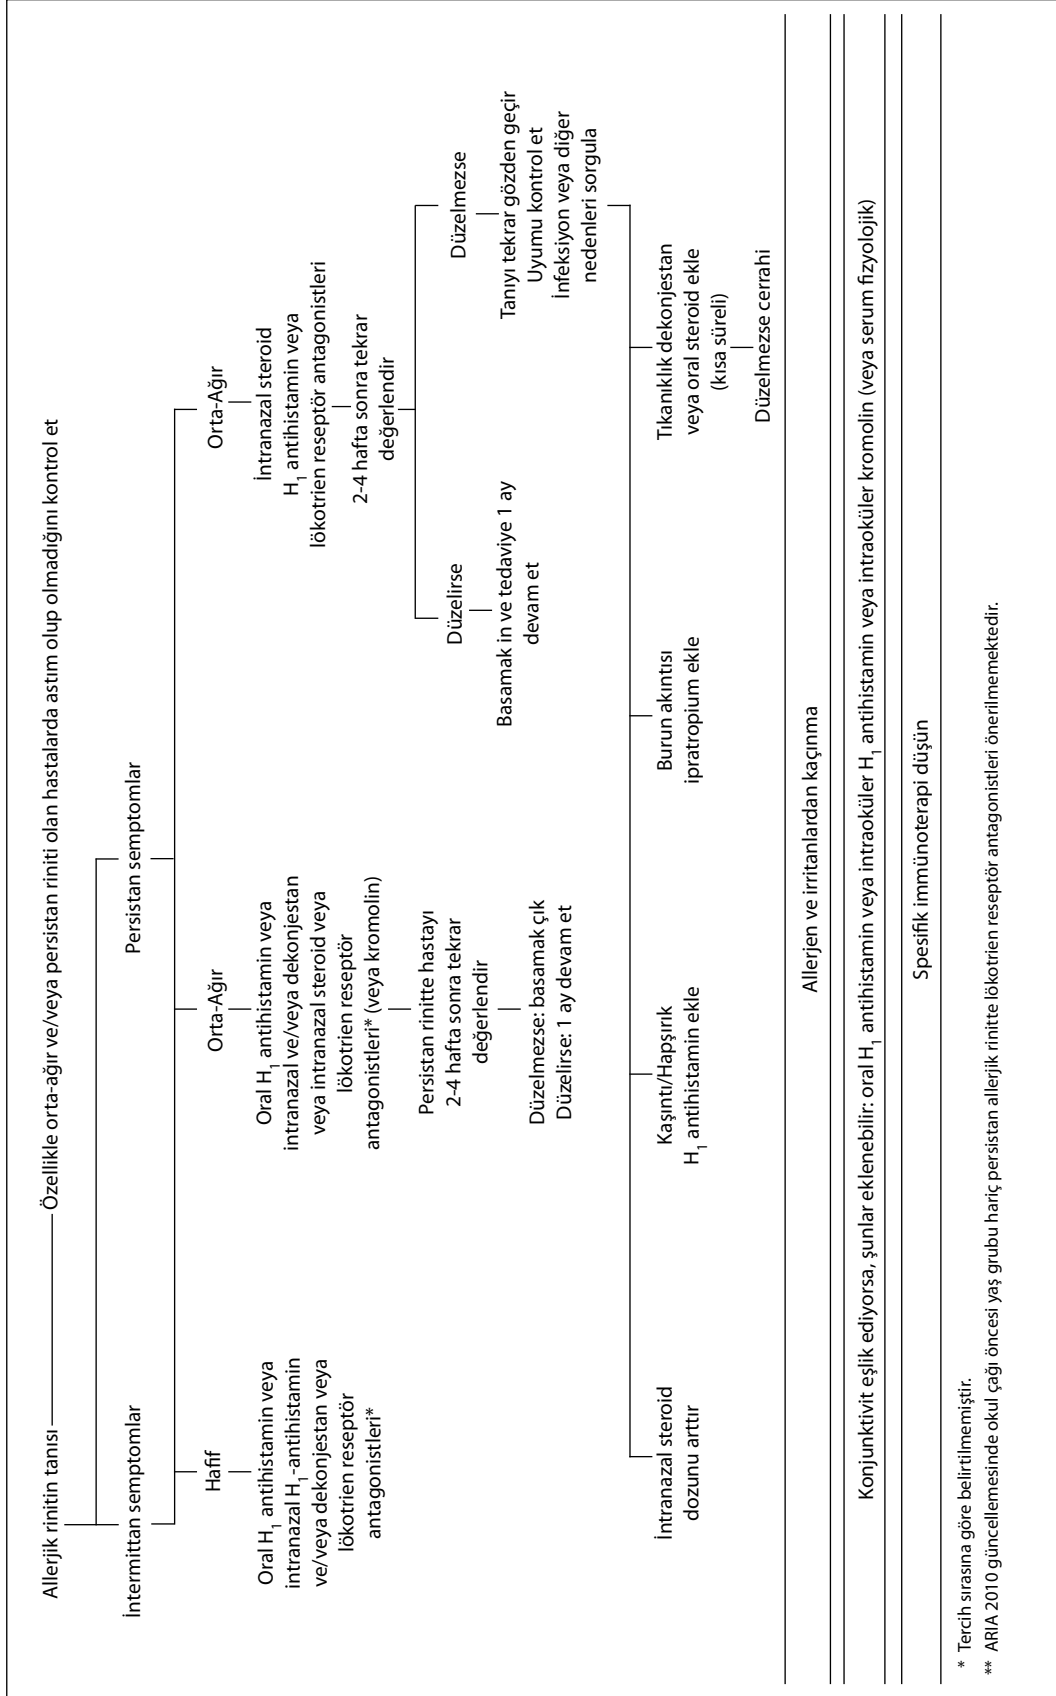 Allerjik rinitin tanısı
Özellikle orta-ağır ve/veya persistan riniti olan hastalarda astım olup olmadığını kontrol et
İntermittan semptomlar
Persistan semptomlar
Hafif
Oral H1 antihistamin veya
intranazal H1-antihistamin
ve/veya dekonjestan veya
lökotrien reseptör
antagonistleri*
Orta-Ağır
Oral H1 antihistamin veya
intranazal ve/veya dekonjestan
veya intranazal steroid veya
lökotrien reseptör
antagonistleri* (veya kromolin)
Persistan rinitte hastayı
2-4 hafta sonra tekrar
değerlendir
Düzelmezse: basamak çık
Düzelirse: 1 ay devam et
Orta-Ağır
İntranazal steroid
H1 antihistamin veya
lökotrien reseptör antagonistleri
2-4 hafta sonra tekrar
değerlendir
Düzelirse
Basamak in ve tedaviye 1 ay
devam et
Düzelmezse
Tanıyı tekrar gözden geçir
Uyumu kontrol et
İnfeksiyon veya diğer
nedenleri sorgula
İntranazal steroid
dozunu arttır
Kaşıntı/Hapşırık
H1 antihistamin ekle
Burun akıntısı
ipratropium ekle
Tıkanıklık dekonjestan
veya oral steroid ekle
(kısa süreli)
Düzelmezse cerrahi
Allerjen ve irritanlardan kaçınma
Konjunktivit eşlik ediyorsa, şunlar eklenebilir: oral H1 antihistamin veya intraoküler H1 antihistamin veya intraoküler kromolin (veya serum fizyolojik)
Spesifik immünoterapi düşün
* Tercih sırasına göre belirtilmemiştir.
** ARIA 2010 güncellemesinde okul çağı öncesi yaş grubu hariç persistan allerjik rinitte lökotrien reseptör antagonistleri önerilmemektedir.